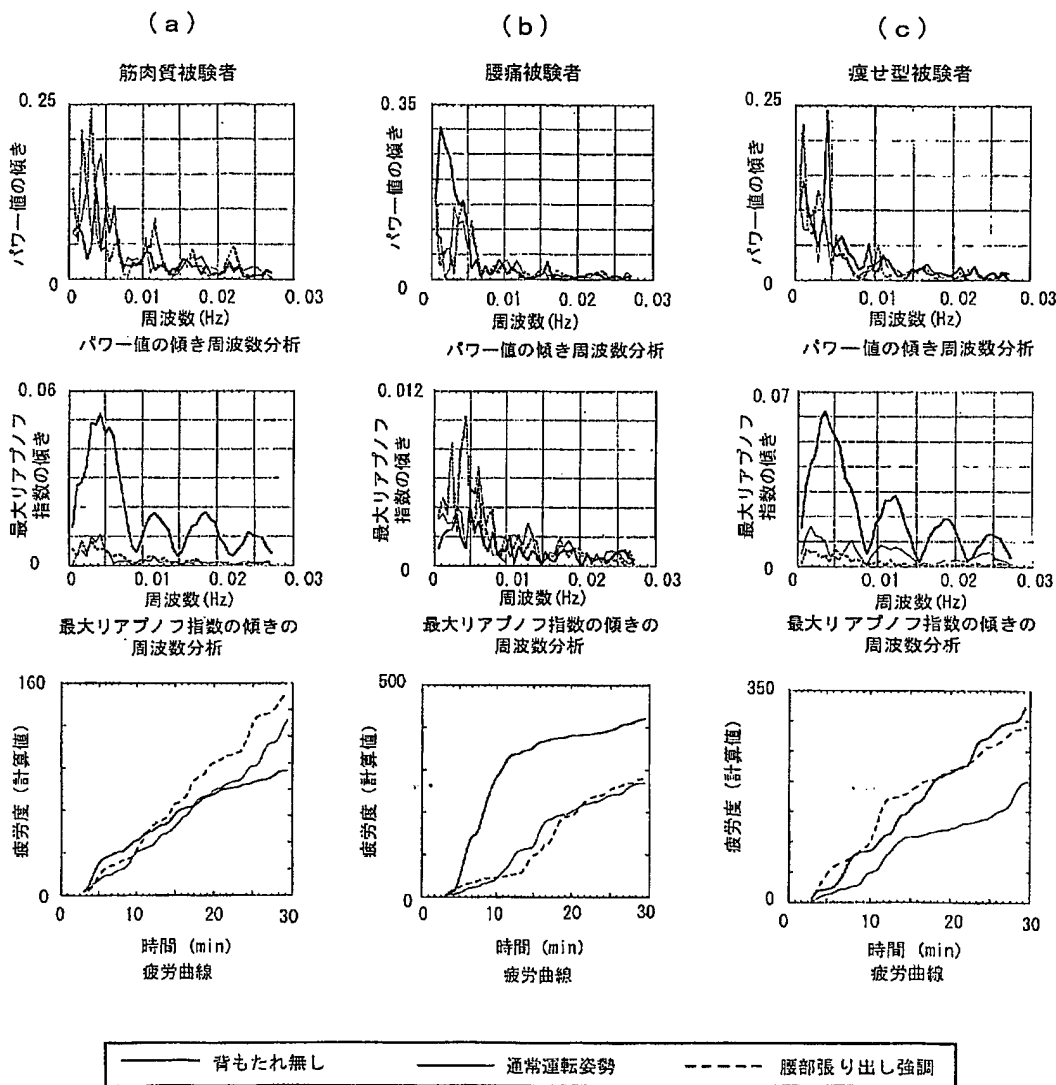 (a)
筋肉質被験者
0.25
パワー値の傾き
0
0
0.01
0.02
0.03
周波数(Hz)
パワー値の傾き周波数分析
0.06
最大リアプノフ
指数の傾き
0
0
0.01
0.02
0.03
周波数(Hz)
最大リアプノフ指数の傾きの
周波数分析
160
疲労度(計算値)
0
0
10
20
30
時間 (min)
疲労曲線
(b)
腰痛被験者
0.35
パワー値の傾き
0
0
0.01
0.02
0.03
周波数(Hz)
パワー値の傾き周波数分析
0.012
最大リアプノフ
指数の傾き
0
0
0.01
0.02
0.03
周波数(Hz)
最大リアプノフ指数の傾きの
周波数分析
500
疲労度(計算値)
0
0
10
20
30
時間 (min)
疲労曲線
(c)
痩せ型被験者
0.25
パワー値の傾き
0
0
0.01
0.02
0.03
周波数(Hz)
パワー値の傾き周波数分析
0.07
最大リアプノフ
指数の傾き
0
0
0.01
0.02
0.03
周波数(Hz)
最大リアプノフ指数の傾きの
周波数分析
350
疲労度(計算値)
0
0
10
20
30
時間 (min)
疲労曲線
背もたれ無し
通常運転姿勢
腰部張り出し強調